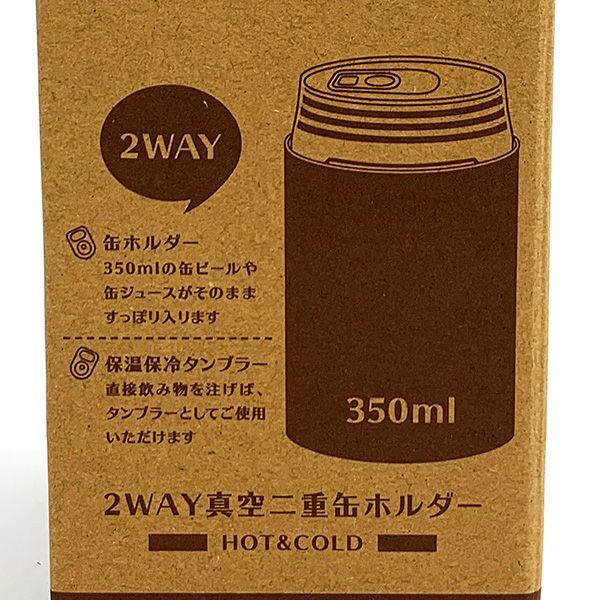 2WAY
缶ホルダー
350mlの缶ビールや
缶ジュースがそのまま
すっぽり入ります
保温保冷タンブラー
直接飲み物を注げば、
タンブラーとしてご使用
いただけます
350ml
2WAY真空二重缶ホルダー
HOT&COLD